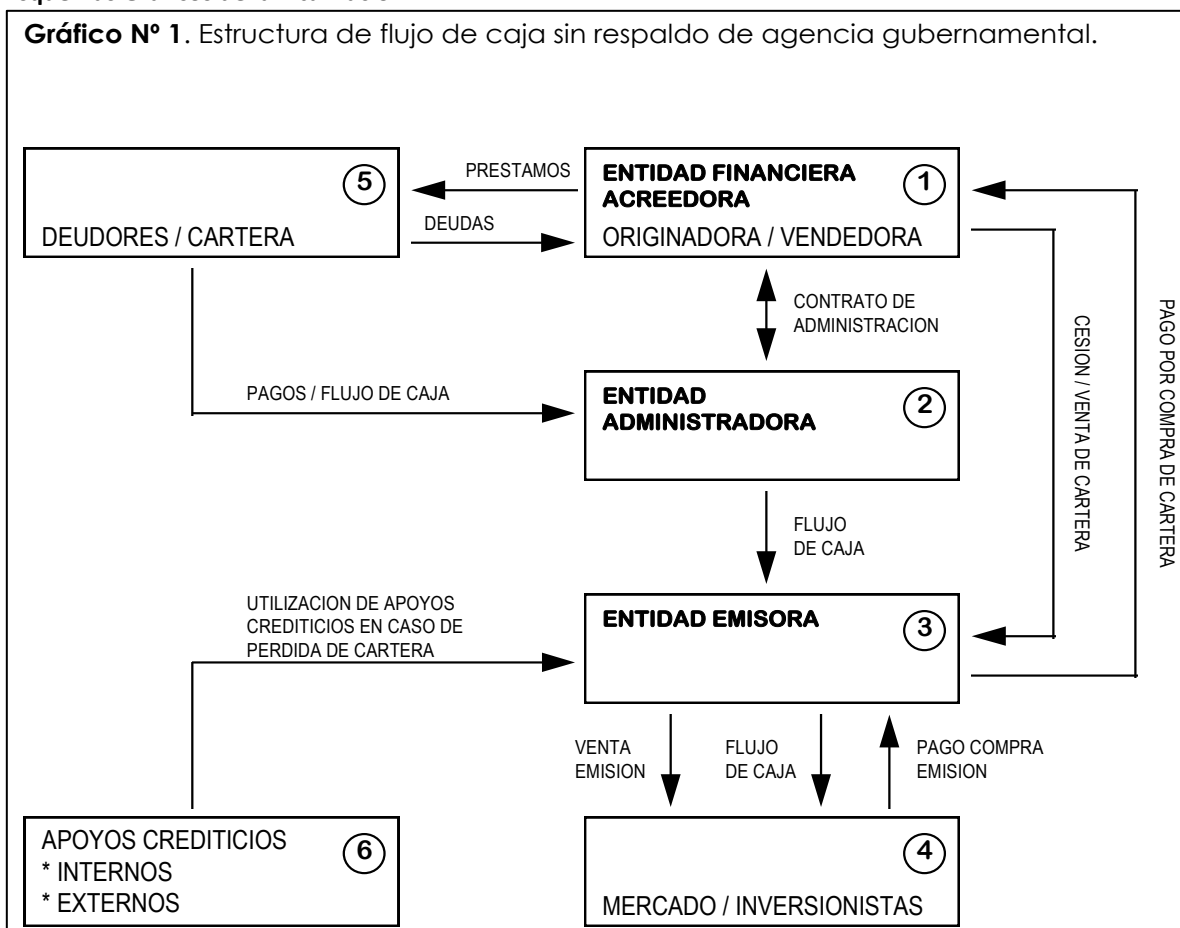 Gráfico Nº 1. Estructura de flujo de caja sin respaldo de agencia gubernamental.
5
DEUDORES / CARTERA
PRESTAMOS
DEUDAS
ENTIDAD FINANCIERA
ACREEDORA
1
ORIGINADORA / VENDEDORA
CONTRATO DE
ADMINISTRACION
CESION / VENTA DE CARTERA
PAGO POR COMPRA DE CARTERA
PAGOS / FLUJO DE CAJA
ENTIDAD
ADMINISTRADORA
2
FLUJO
DE CAJA
UTILIZACION DE APOYOS
CREDITICIOS EN CASO DE
PERDIDA DE CARTERA
ENTIDAD EMISORA
3
VENTA
EMISION
FLUJO
DE CAJA
PAGO COMPRA
EMISION
APOYOS CREDITICIOS
* INTERNOS
* EXTERNOS
6
4
MERCADO / INVERSIONISTAS